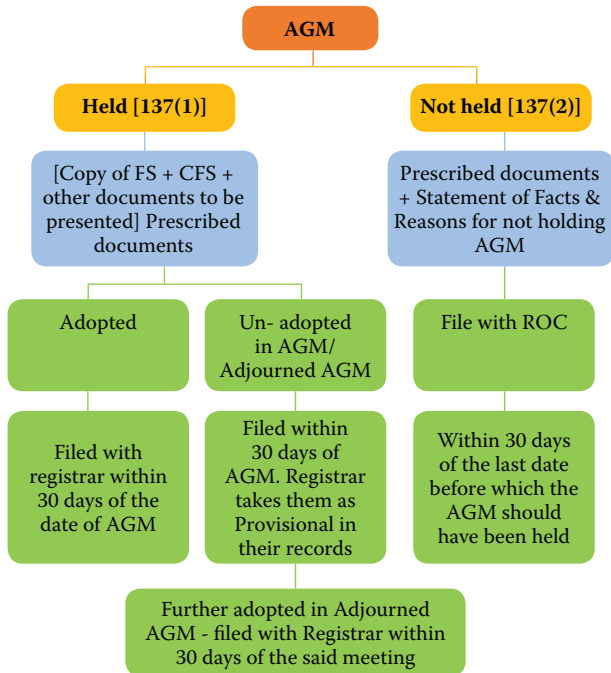 AGM
Held [137(1)]
Not held [137(2)]
[Copy of FS + CFS +
other documents to be
presented] Prescribed
documents
Prescribed documents
+ Statement of Facts &
Reasons for not holding
AGM
Adopted
Un- adopted
in AGM/
Adjourned AGM
File with ROC
Filed with
registrar within
30 days of the
date of AGM
Filed within
30 days of
AGM. Registrar
takes them as
Provisional in
their records
Within 30 days
of the last date
before which the
AGM should
have been held
Further adopted in Adjourned
AGM - filed with Registrar within
30 days of the said meeting